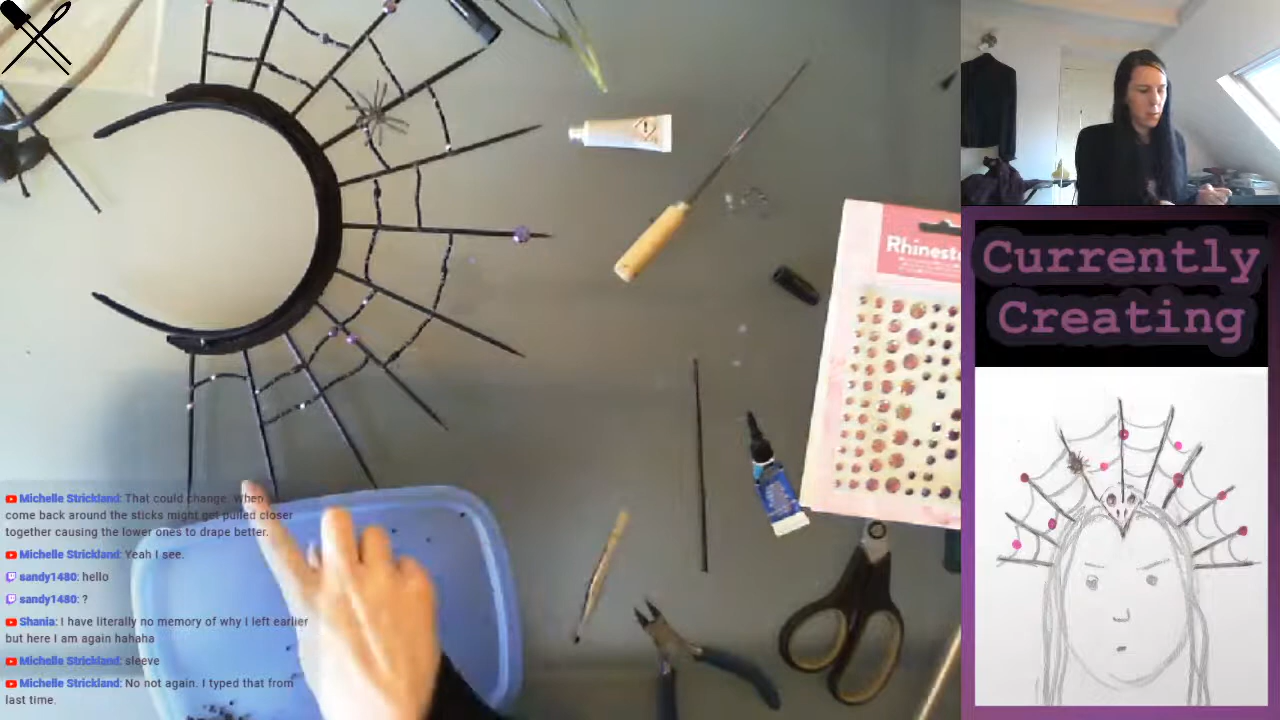 Rhinest
Currently
Creating
Michelle Strickland: That could change. When
come back around the sticks might get pulled closer
together causing the lower ones to drape better.
Michelle Strickland: Yeah I see.
sandy1480: hello
sandy1480: ?
Shania: I have literally no memory of why I left earlier
but here I am again hahaha
Michelle Strickland: sleeve
Michelle Strickland: No not again. I typed that from
last time.